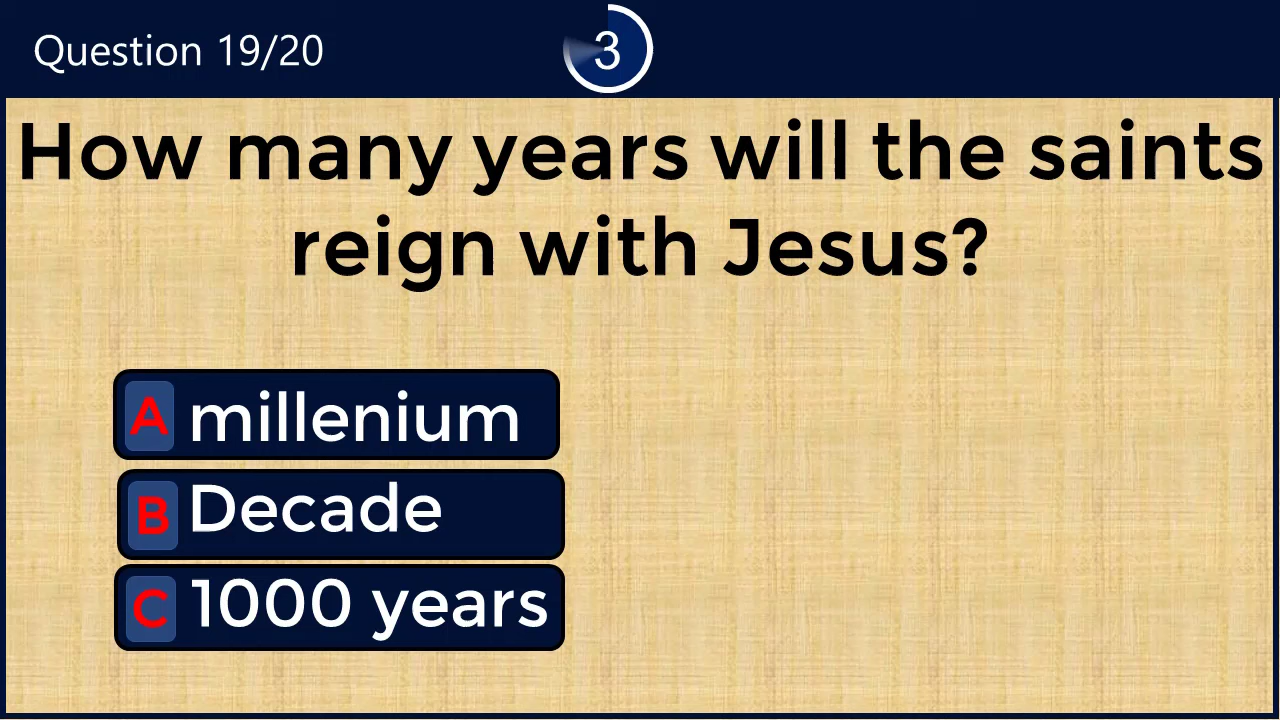 Question 19/20
3
How many years will the saints
reign with Jesus?
A millenium
B Decade
C 1000 years